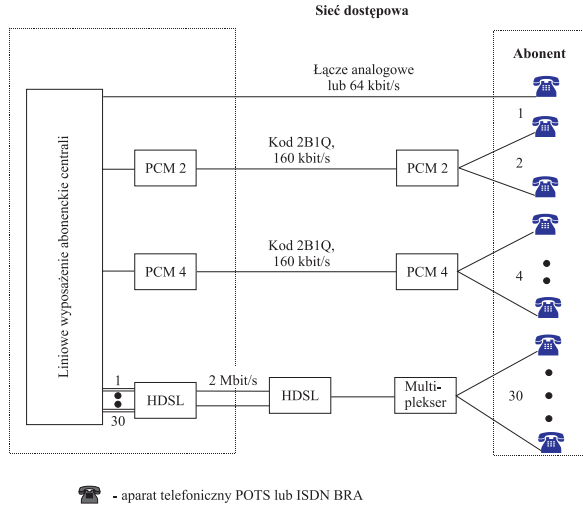 Sieć dostępowa
Abonent
Łącze analogowe
lub 64 kbit/s
1
Kod 2B1Q,
160 kbit/s
PCM 2
PCM 2
2
Liniowe wyposażenie abonenckie centrali
Kod 2B1Q,
160 kbit/s
PCM 4
PCM 4
4
1
2 Mbit/s
HDSL
HDSL
Multi-
plekser
30
30
- aparat telefoniczny POTS lub ISDN BRA